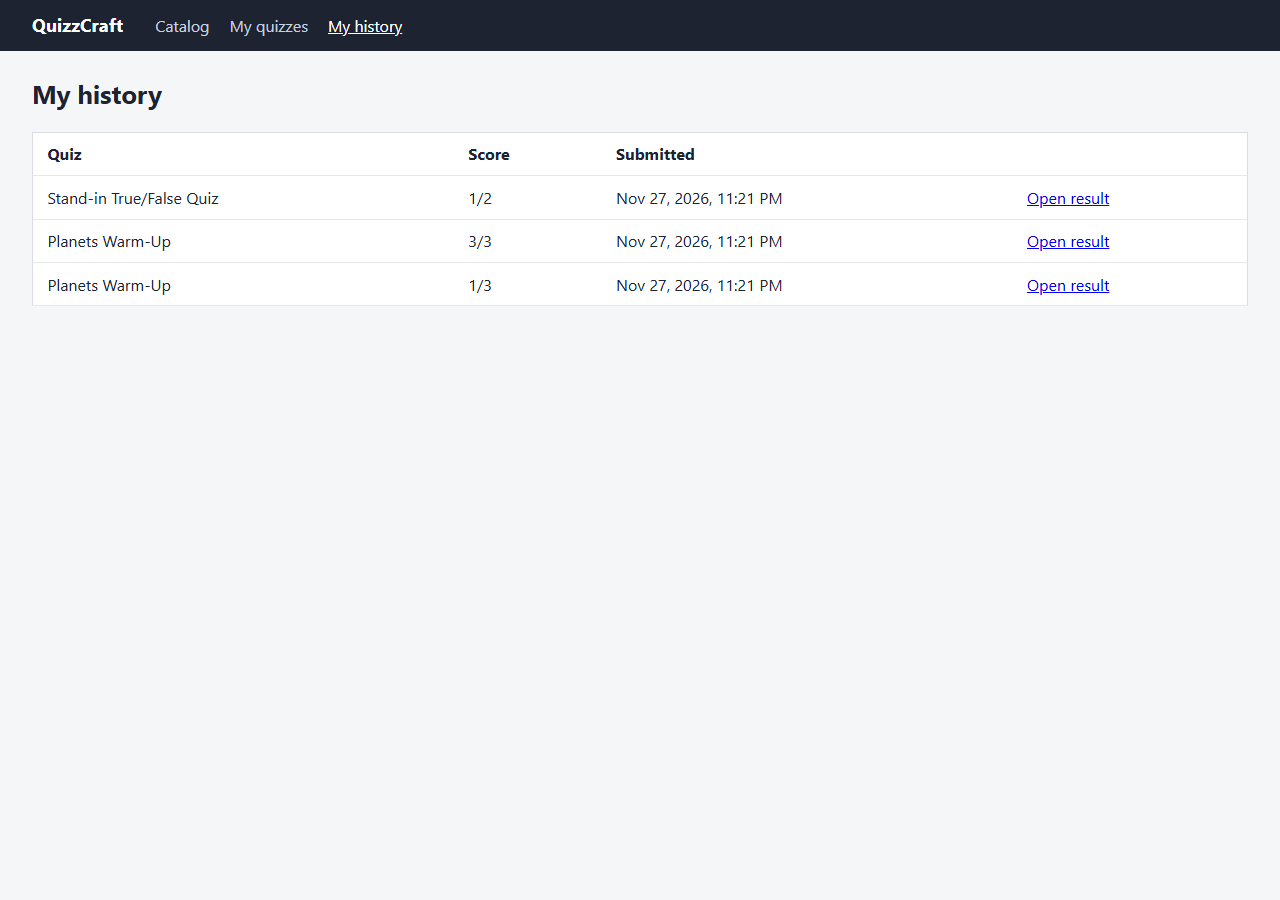 QuizzCraft Catalog My quizzes My history
My history
Quiz Score Submitted
Stand-in True/False Quiz 1/2 Nov 27, 2026, 11:21 PM Open result
Planets Warm-Up 3/3 Nov 27, 2026, 11:21 PM Open result
Planets Warm-Up 1/3 Nov 27, 2026, 11:21 PM Open result